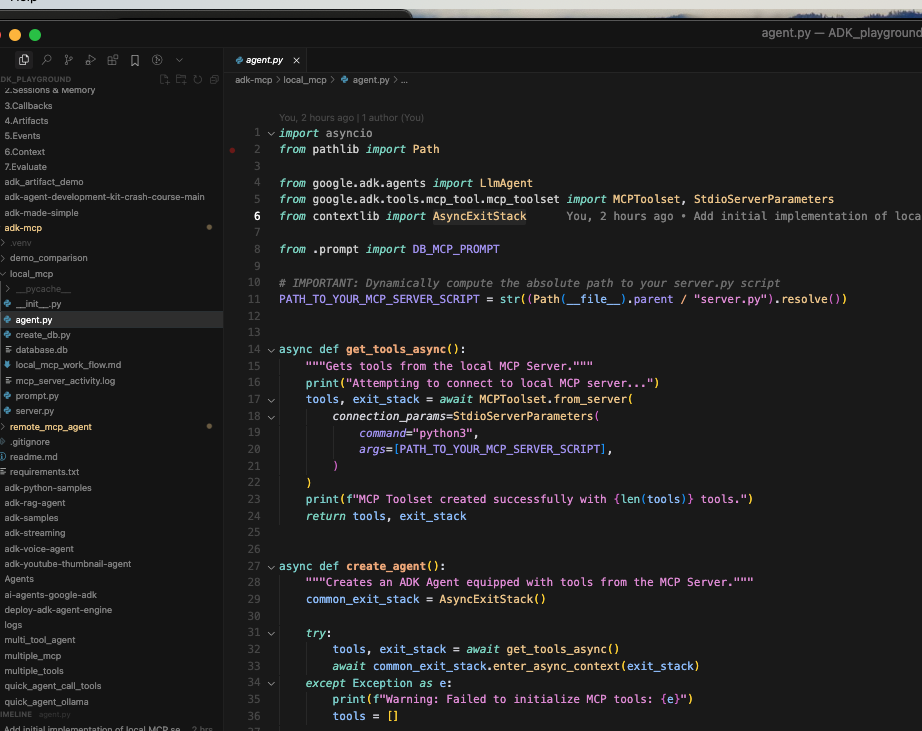 agent.py — ADK_playground
DK_PLAYGROUND
2.Sessions & Memory
3.Callbacks
4.Artifacts
5.Events
6.Context
7.Evaluate
adk_artifact_demo
adk-agent-development-kit-crash-course-main
adk-made-simple
adk-mcp
.venv
demo_comparison
local_mcp
__pycache__
__init__.py
agent.py
create_db.py
database.db
local_mcp_work_flow.md
mcp_server_activity.log
prompt.py
server.py
remote_mcp_agent
.gitignore
readme.md
requirements.txt
adk-python-samples
adk-rag-agent
adk-samples
adk-streaming
adk-voice-agent
adk-youtube-thumbnail-agent
Agents
ai-agents-google-adk
deploy-adk-agent-engine
logs
multi_tool_agent
multiple_mcp
multiple_tools
quick_agent_call_tools
quick_agent_ollama
IMELINE agent.py
Add initial implementation of local MCP se... 2 hrs
agent.py ×
adk-mcp > local_mcp > agent.py > ...
You, 2 hours ago | 1 author (You)
1 import asyncio
2 from pathlib import Path
3
4 from google.adk.agents import LlmAgent
5 from google.adk.tools.mcp_tool.mcp_toolset import MCPToolset, StdioServerParameters
6 from contextlib import AsyncExitStack You, 2 hours ago • Add initial implementation of loca
7
8 from .prompt import DB_MCP_PROMPT
9
10 # IMPORTANT: Dynamically compute the absolute path to your server.py script
11 PATH_TO_YOUR_MCP_SERVER_SCRIPT = str((Path(__file__).parent / "server.py").resolve())
12
13
14 async def get_tools_async():
15 """Gets tools from the local MCP Server."""
16 print("Attempting to connect to local MCP server...")
17 tools, exit_stack = await MCPToolset.from_server(
18 connection_params=StdioServerParameters(
19 command="python3",
20 args=[PATH_TO_YOUR_MCP_SERVER_SCRIPT],
21 )
22 )
23 print(f"MCP Toolset created successfully with {len(tools)} tools.")
24 return tools, exit_stack
25
26
27 async def create_agent():
28 """Creates an ADK Agent equipped with tools from the MCP Server."""
29 common_exit_stack = AsyncExitStack()
30
31 try:
32 tools, exit_stack = await get_tools_async()
33 await common_exit_stack.enter_async_context(exit_stack)
34 except Exception as e:
35 print(f"Warning: Failed to initialize MCP tools: {e}")
36 tools = []